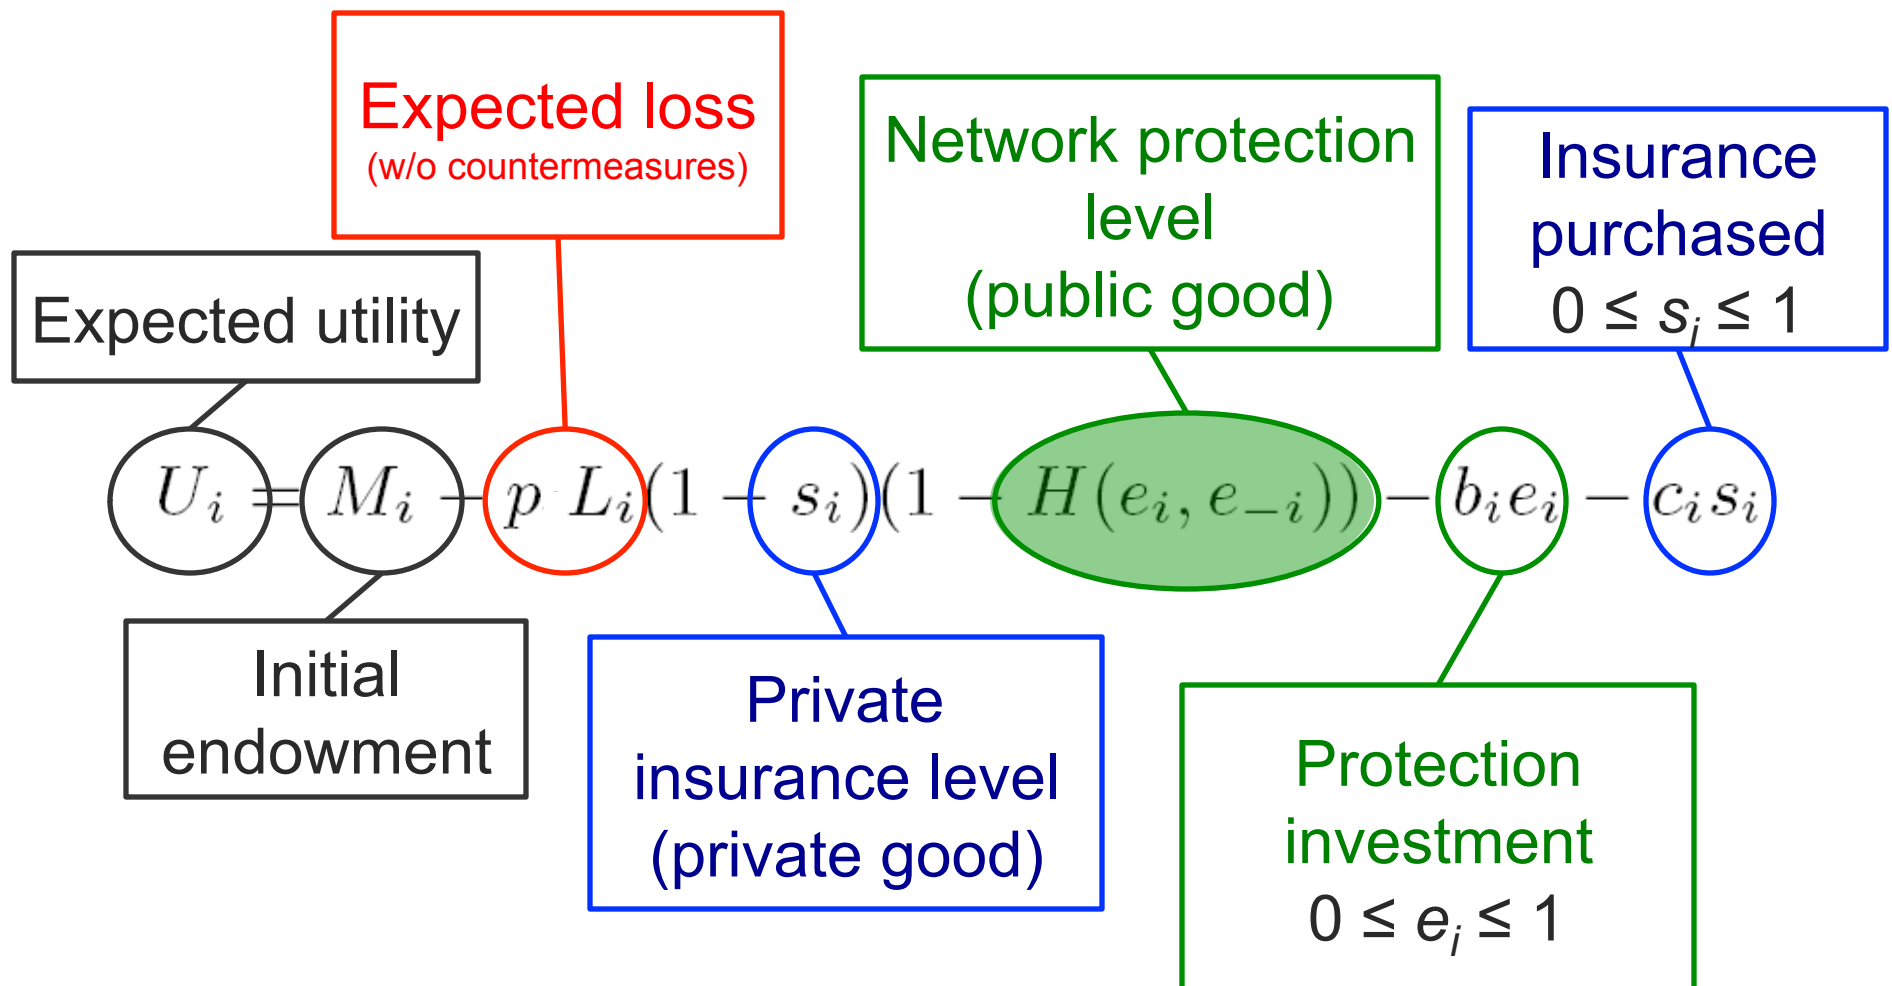 Expected loss
(w/o countermeasures)
Network protection
level
(public good)
Insurance
purchased
0 ≤ s_i ≤ 1
Expected utility
U_i = M_i − p L_i(1 − s_i)(1 − H(e_i, e_{−i})) − b_i e_i − c_i s_i
Initial
endowment
Private
insurance level
(private good)
Protection
investment
0 ≤ e_i ≤ 1